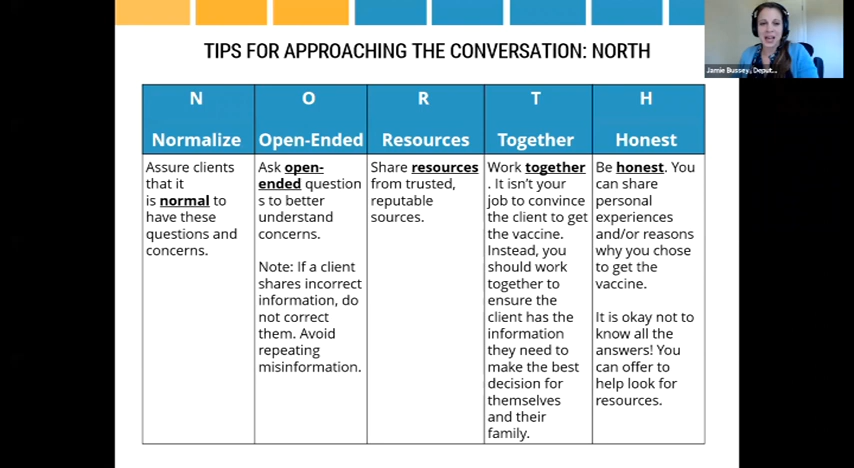 TIPS FOR APPROACHING THE CONVERSATION: NORTH
Jamie Bussey, Deput...
N
Normalize
O
Open-Ended
R
Resources
T
Together
H
Honest
Assure clients
that it
is normal to
have these
questions and
concerns.
Ask open-
ended question
s to better
understand
concerns.
Note: If a client
shares incorrect
information, do
not correct
them. Avoid
repeating
misinformation.
Share resources
from trusted,
reputable
sources.
Work together
. It isn't your
job to convince
the client to get
the vaccine.
Instead, you
should work
together to
ensure the
client has the
information
they need to
make the best
decision for
themselves
and their
family.
Be honest. You
can share
personal
experiences
and/or reasons
why you chose
to get the
vaccine.
It is okay not to
know all the
answers! You
can offer to
help look for
resources.